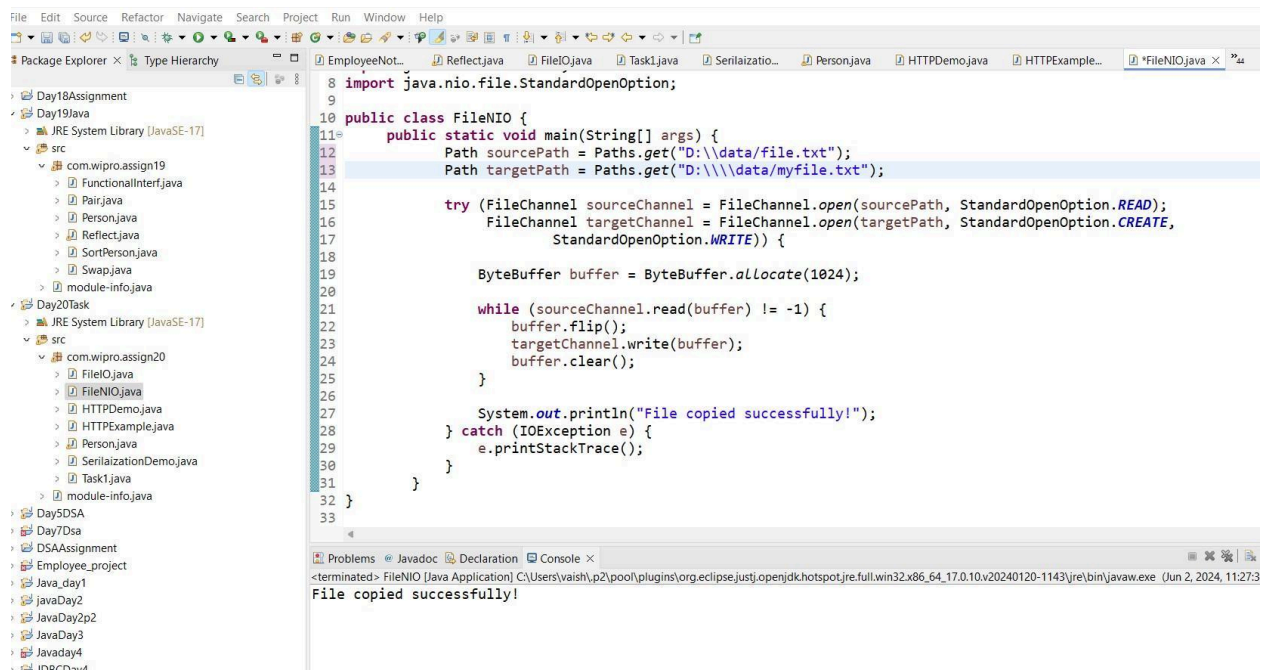 File Edit Source Refactor Navigate Search Project Run Window Help
Package Explorer × Type Hierarchy
Day18Assignment
Day19Java
JRE System Library [JavaSE-17]
src
com.wipro.assign19
FunctionalInterf.java
Pair.java
Person.java
Reflect.java
SortPerson.java
Swap.java
module-info.java
Day20Task
JRE System Library [JavaSE-17]
src
com.wipro.assign20
FileIO.java
FileNIO.java
HTTPDemo.java
HTTPExample.java
Person.java
SerilaizationDemo.java
Task1.java
module-info.java
Day5DSA
Day7Dsa
DSAAssignment
Employee_project
Java_day1
javaDay2
JavaDay2p2
JavaDay3
Javaday4
JDBCDay4
EmployeeNot... Reflect.java FileIO.java Task1.java Serilaizatio... Person.java HTTPDemo.java HTTPExample... *FileNIO.java × »44
8 import java.nio.file.StandardOpenOption;
9
10 public class FileNIO {
11 public static void main(String[] args) {
12 Path sourcePath = Paths.get("D:\\data/file.txt");
13 Path targetPath = Paths.get("D:\\\\data/myfile.txt");
14
15 try (FileChannel sourceChannel = FileChannel.open(sourcePath, StandardOpenOption.READ);
16 FileChannel targetChannel = FileChannel.open(targetPath, StandardOpenOption.CREATE,
17 StandardOpenOption.WRITE)) {
18
19 ByteBuffer buffer = ByteBuffer.allocate(1024);
20
21 while (sourceChannel.read(buffer) != -1) {
22 buffer.flip();
23 targetChannel.write(buffer);
24 buffer.clear();
25 }
26
27 System.out.println("File copied successfully!");
28 } catch (IOException e) {
29 e.printStackTrace();
30 }
31 }
32 }
33
Problems Javadoc Declaration Console ×
<terminated> FileNIO [Java Application] C:\Users\vaish\.p2\pool\plugins\org.eclipse.justj.openjdk.hotspot.jre.full.win32.x86_64_17.0.10.v20240120-1143\jre\bin\javaw.exe (Jun 2, 2024, 11:27:3
File copied successfully!